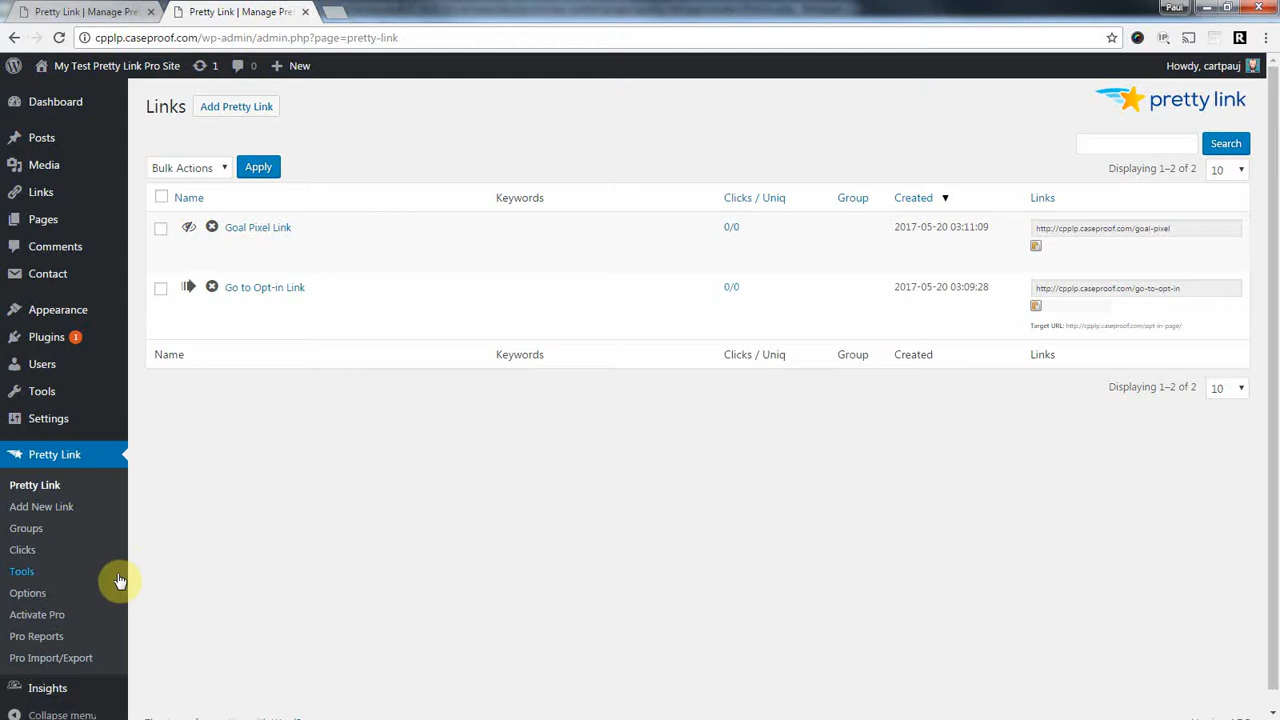 Pretty Link | Manage Pre
Pretty Link | Manage Pre
Paul
cpplp.caseproof.com/wp-admin/admin.php?page=pretty-link
My Test Pretty Link Pro Site
1
0
New
Howdy, cartpauj
Dashboard
Posts
Media
Links
Pages
Comments
Contact
Appearance
Plugins 1
Users
Tools
Settings
Pretty Link
Pretty Link
Add New Link
Groups
Clicks
Tools
Options
Activate Pro
Pro Reports
Pro Import/Export
Insights
Collapse menu
Links
Add Pretty Link
pretty link
Search
Bulk Actions
Apply
Displaying 1–2 of 2
10
Name Keywords Clicks / Uniq Group Created Links
Goal Pixel Link 0/0 2017-05-20 03:11:09 http://cpplp.caseproof.com/goal-pixel
Go to Opt-in Link 0/0 2017-05-20 03:09:28 http://cpplp.caseproof.com/go-to-opt-in
Target URL: http://cpplp.caseproof.com/opt-in-page/
Name Keywords Clicks / Uniq Group Created Links
Displaying 1–2 of 2
10